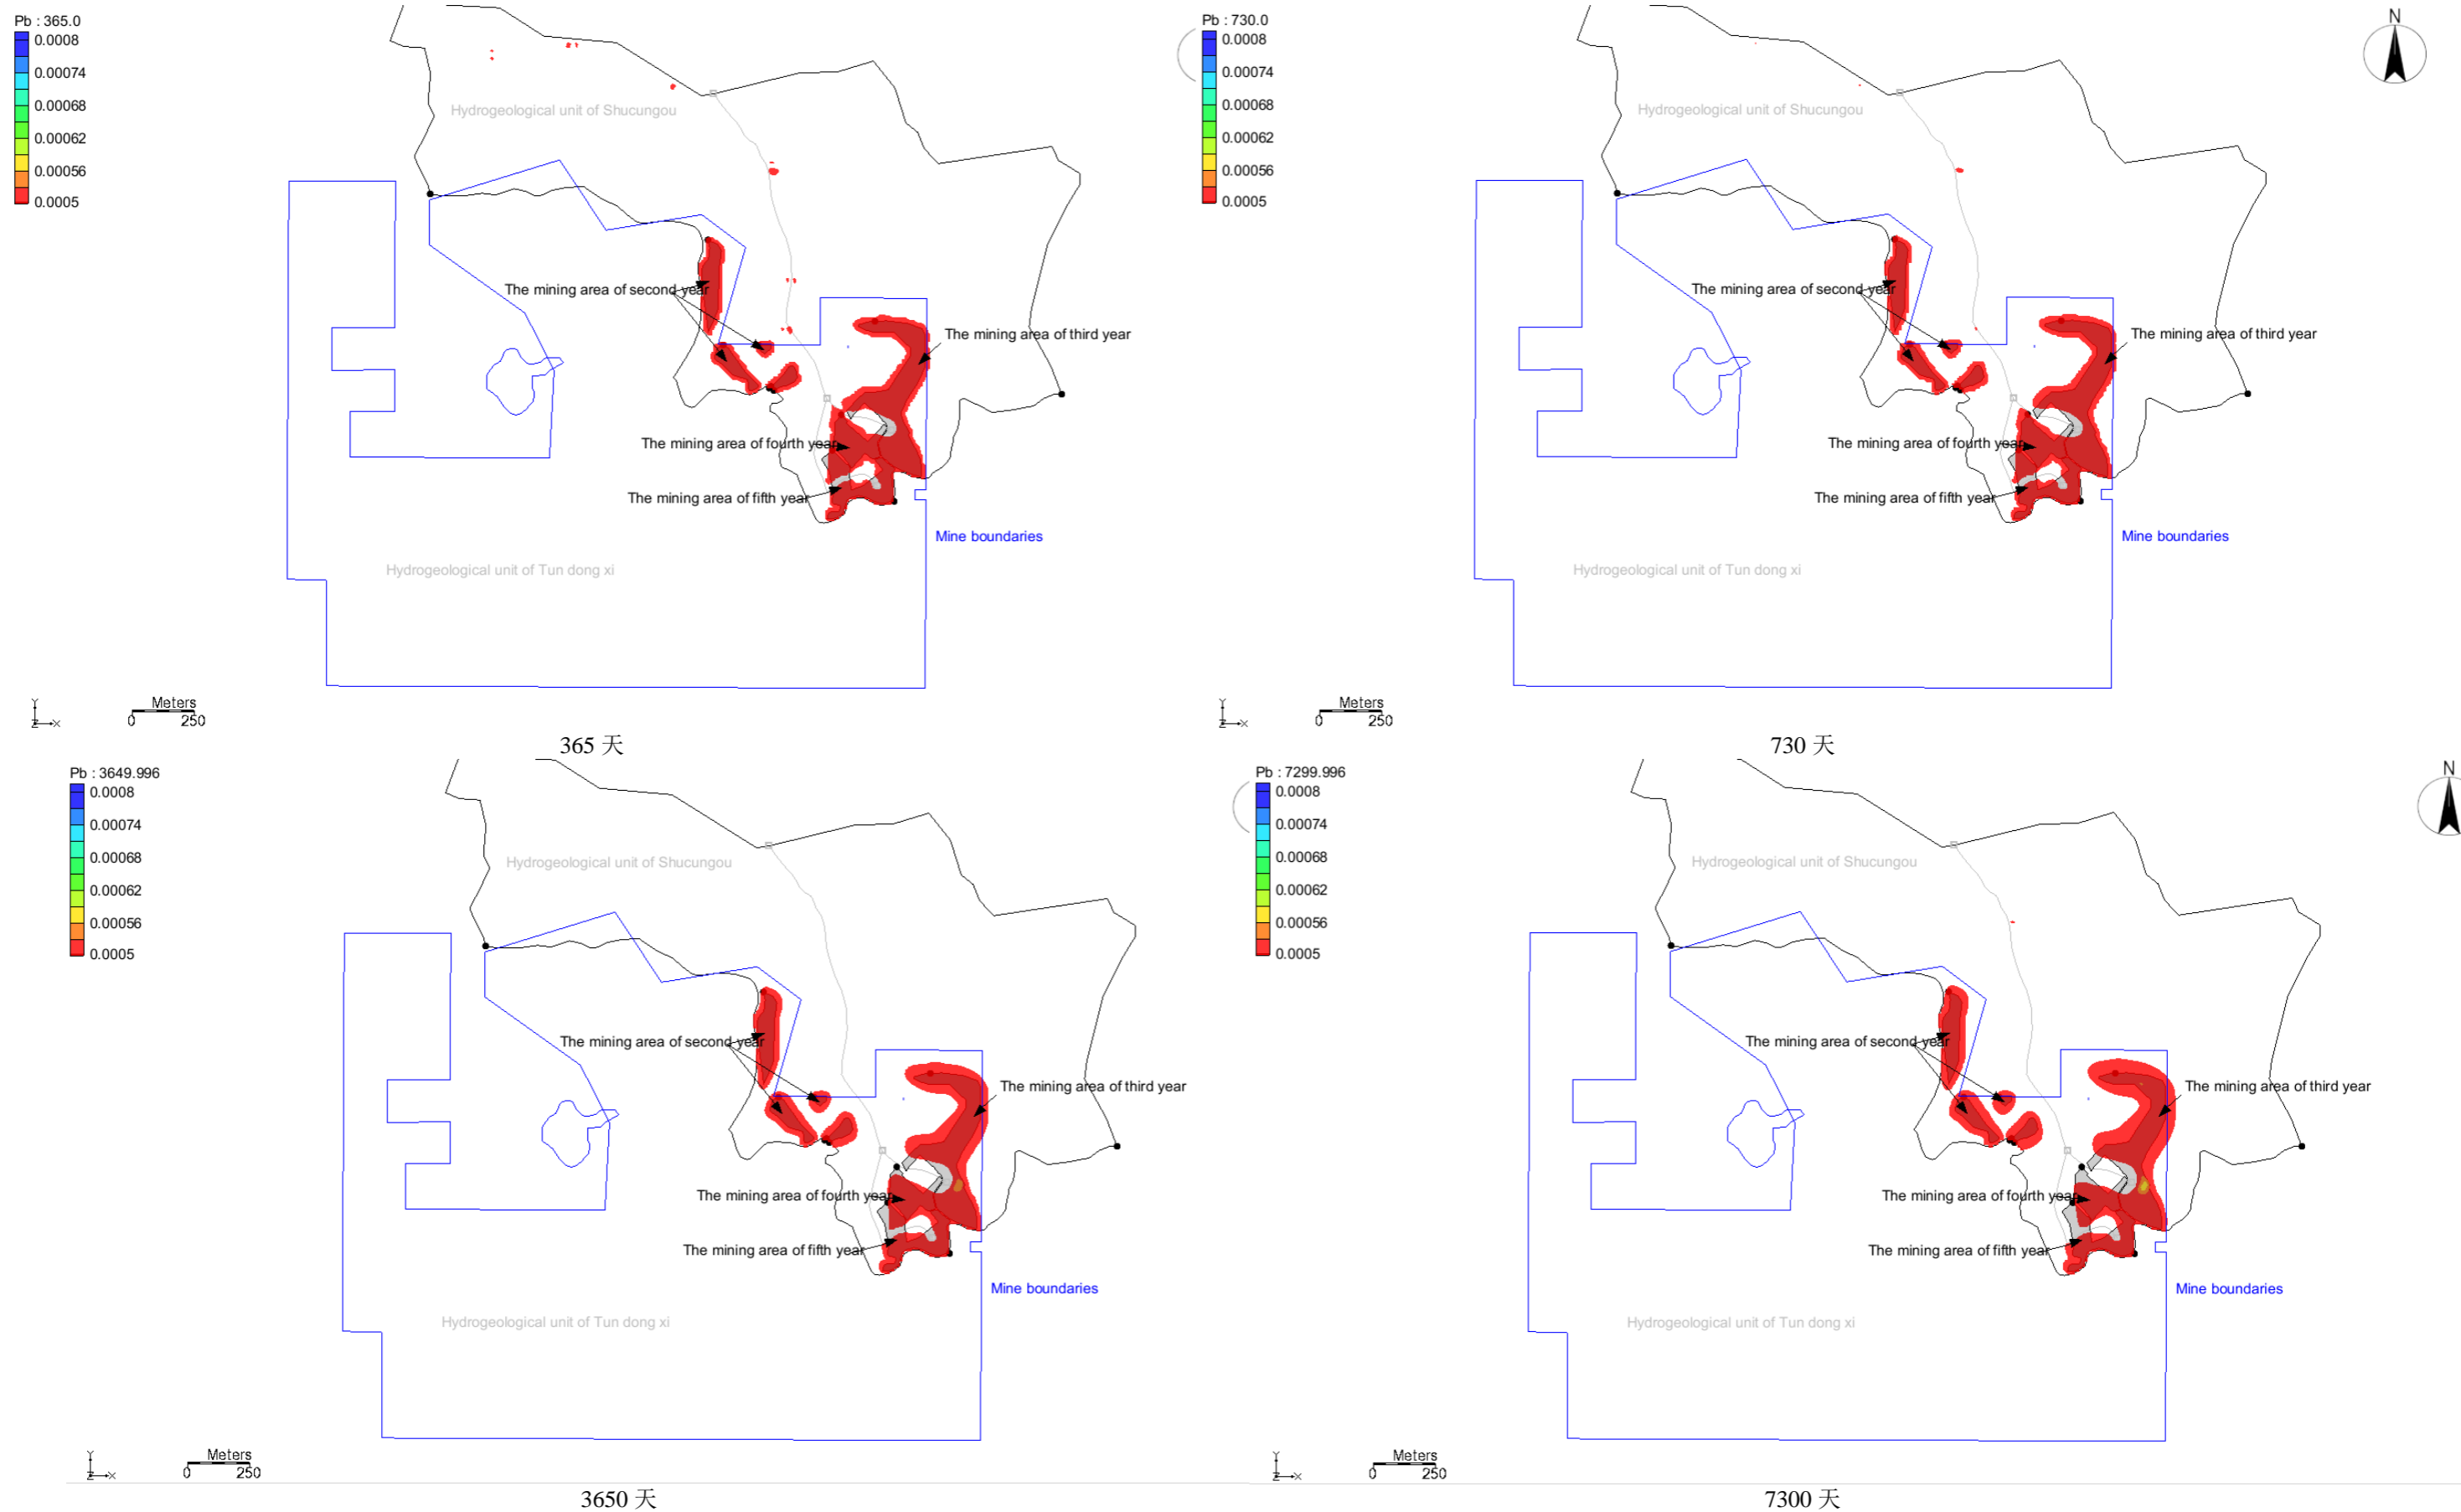 Pb : 365.0
0.0008
0.00074
0.00068
0.00062
0.00056
0.0005
Hydrogeological unit of Shucungou
The mining area of second year
The mining area of third year
The mining area of fourth year
The mining area of fifth year
Mine boundaries
Hydrogeological unit of Tun dong xi
Y
Z X
Meters
0 250
365 天
Pb : 730.0
0.0008
0.00074
0.00068
0.00062
0.00056
0.0005
N
Hydrogeological unit of Shucungou
The mining area of second year
The mining area of third year
The mining area of fourth year
The mining area of fifth year
Mine boundaries
Hydrogeological unit of Tun dong xi
Y
Z X
Meters
0 250
730 天
Pb : 3649.996
0.0008
0.00074
0.00068
0.00062
0.00056
0.0005
Hydrogeological unit of Shucungou
The mining area of second year
The mining area of third year
The mining area of fourth year
The mining area of fifth year
Mine boundaries
Hydrogeological unit of Tun dong xi
Y
Z X
Meters
0 250
3650 天
Pb : 7299.996
0.0008
0.00074
0.00068
0.00062
0.00056
0.0005
N
Hydrogeological unit of Shucungou
The mining area of second year
The mining area of third year
The mining area of fourth year
The mining area of fifth year
Mine boundaries
Hydrogeological unit of Tun dong xi
Y
Z X
Meters
0 250
7300 天